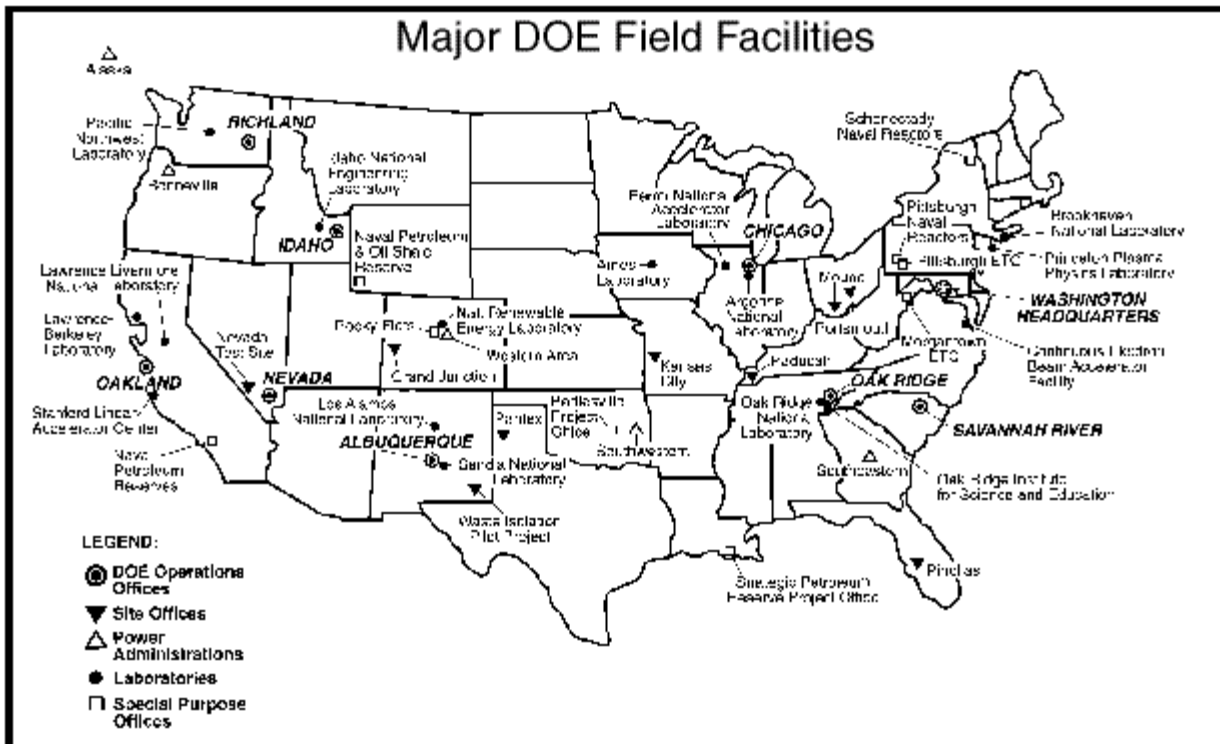 Major DOE Field Facilities
Alaska
Pacific
Northwest
Laboratory
RICHLAND
Bonneville
Idaho National
Engineering
Laboratory
IDAHO
Naval Petroleum
& Oil Shale
Reserve
Schenectady
Naval Reactors
Fermi National
Accelerator
Laboratory
CHICAGO
Pittsburgh
Naval
Reactors
Pittsburgh ETC
Brookhaven
National Laboratory
Princeton Plasma
Physics Laboratory
WASHINGTON
HEADQUARTERS
Lawrence Livermore
National Laboratory
Lawrence
Berkeley
Laboratory
OAKLAND
Stanford Linear
Accelerator Center
Naval
Petroleum
Reserves
Nevada
Test Site
NEVADA
Rocky Flats
Nat. Renewable
Energy Laboratory
Western Area
Grand Junction
Ames
Laboratory
Argonne
National
Laboratory
Mound
Portsmouth
Morgantown
ETC
Continuous Electron
Beam Accelerator
Facility
Kansas
City
Paducah
OAK RIDGE
Oak Ridge
National
Laboratory
SAVANNAH RIVER
Oak Ridge Institute
for Science and Education
Southeastern
Los Alamos
National Laboratory
ALBUQUERQUE
Sandia National
Laboratory
Pantex
Bartlesville
Project
Office
Southwestern
Waste Isolation
Pilot Project
Strategic Petroleum
Reserve Project Office
Pinellas
LEGEND:
DOE Operations
Offices
Site Offices
Power
Administrations
Laboratories
Special Purpose
Offices